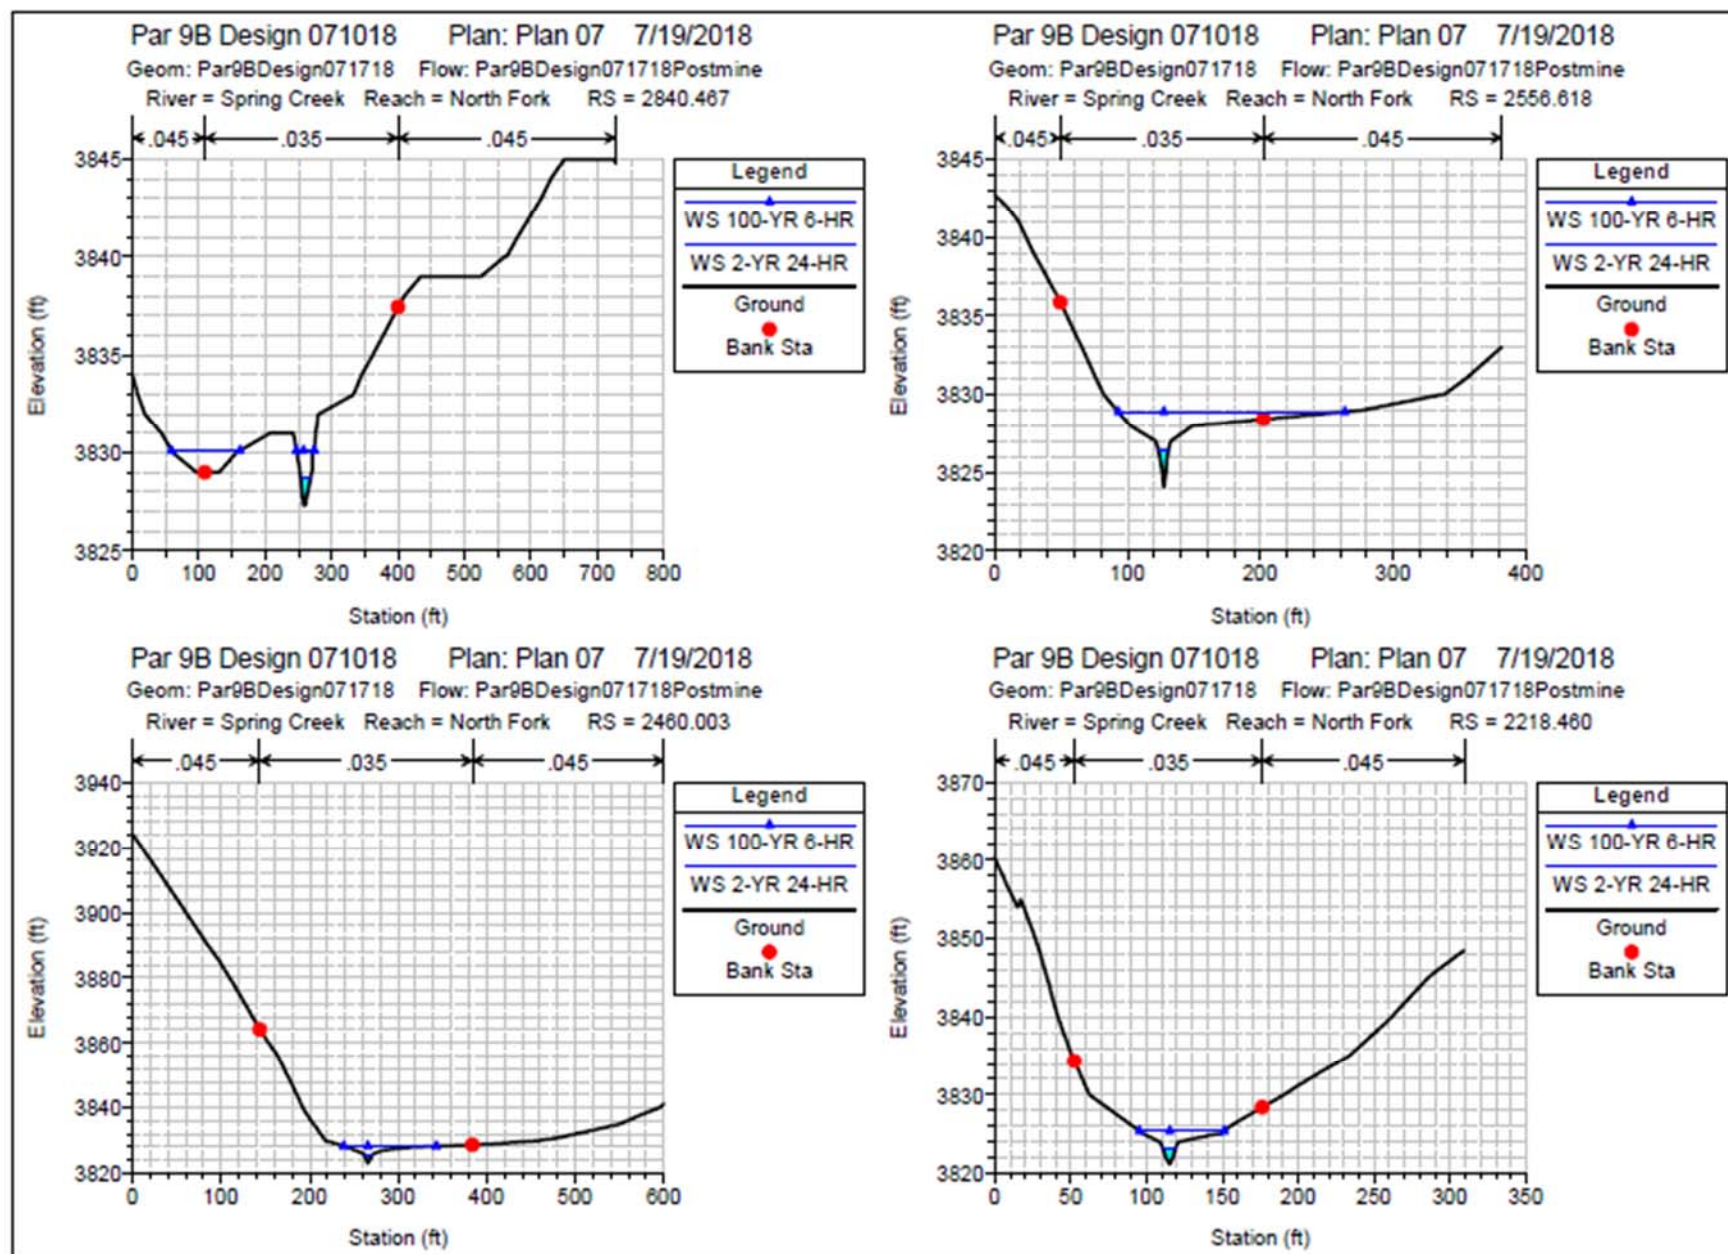 Par 9B Design 071018 Plan: Plan 07 7/19/2018
Geom: Par9BDesign071718 Flow: Par9BDesign071718Postmine
River = Spring Creek Reach = North Fork RS = 2840.467
.045 .035 .045
3845
3840
3835
3830
3825
Elevation (ft)
0 100 200 300 400 500 600 700 800
Station (ft)
Legend
WS 100-YR 6-HR
WS 2-YR 24-HR
Ground
Bank Sta
Par 9B Design 071018 Plan: Plan 07 7/19/2018
Geom: Par9BDesign071718 Flow: Par9BDesign071718Postmine
River = Spring Creek Reach = North Fork RS = 2556.618
.045 .035 .045
3845
3840
3835
3830
3825
3820
Elevation (ft)
0 100 200 300 400
Station (ft)
Legend
WS 100-YR 6-HR
WS 2-YR 24-HR
Ground
Bank Sta
Par 9B Design 071018 Plan: Plan 07 7/19/2018
Geom: Par9BDesign071718 Flow: Par9BDesign071718Postmine
River = Spring Creek Reach = North Fork RS = 2460.003
.045 .035 .045
3940
3920
3900
3880
3860
3840
3820
Elevation (ft)
0 100 200 300 400 500 600
Station (ft)
Legend
WS 100-YR 6-HR
WS 2-YR 24-HR
Ground
Bank Sta
Par 9B Design 071018 Plan: Plan 07 7/19/2018
Geom: Par9BDesign071718 Flow: Par9BDesign071718Postmine
River = Spring Creek Reach = North Fork RS = 2218.460
.045 .035 .045
3870
3860
3850
3840
3830
3820
Elevation (ft)
0 50 100 150 200 250 300 350
Station (ft)
Legend
WS 100-YR 6-HR
WS 2-YR 24-HR
Ground
Bank Sta